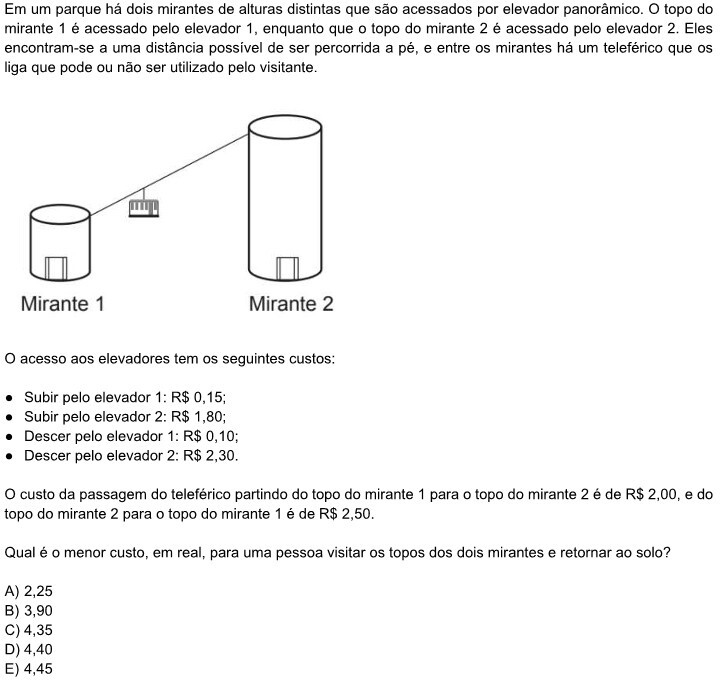 Em um parque há dois mirantes de alturas distintas que são acessados por elevador panorâmico. O topo do
mirante 1 é acessado pelo elevador 1, enquanto que o topo do mirante 2 é acessado pelo elevador 2. Eles
encontram-se a uma distância possível de ser percorrida a pé, e entre os mirantes há um teleférico que os
liga que pode ou não ser utilizado pelo visitante.
Mirante 1
Mirante 2
O acesso aos elevadores tem os seguintes custos:
• Subir pelo elevador 1: R$ 0,15;
• Subir pelo elevador 2: R$ 1,80;
• Descer pelo elevador 1: R$ 0,10;
• Descer pelo elevador 2: R$ 2,30.
O custo da passagem do teleférico partindo do topo do mirante 1 para o topo do mirante 2 é de R$ 2,00, e do
topo do mirante 2 para o topo do mirante 1 é de R$ 2,50.
Qual é o menor custo, em real, para uma pessoa visitar os topos dos dois mirantes e retornar ao solo?
A) 2,25
B) 3,90
C) 4,35
D) 4,40
E) 4,45